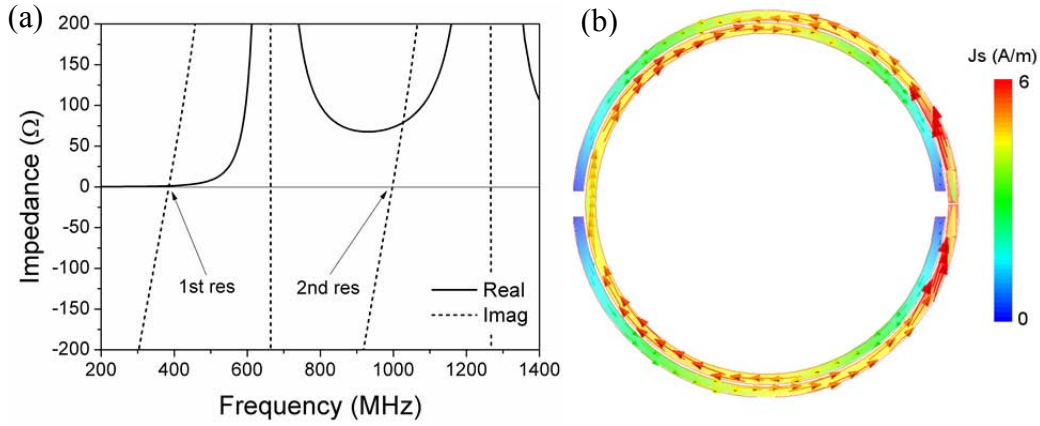 (a)
200
150
100
50
0
-50
-100
-150
-200
Impedance (Ω)
1st res
2nd res
Real
Imag
200 400 600 800 1000 1200 1400
Frequency (MHz)
(b)
Js (A/m)
6
0